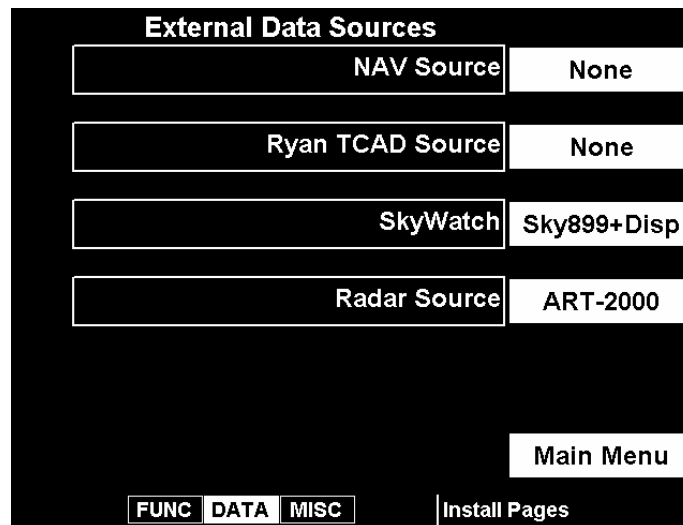 External Data Sources
NAV Source None
Ryan TCAD Source None
SkyWatch Sky899+Disp
Radar Source ART-2000
Main Menu
FUNC DATA MISC Install Pages